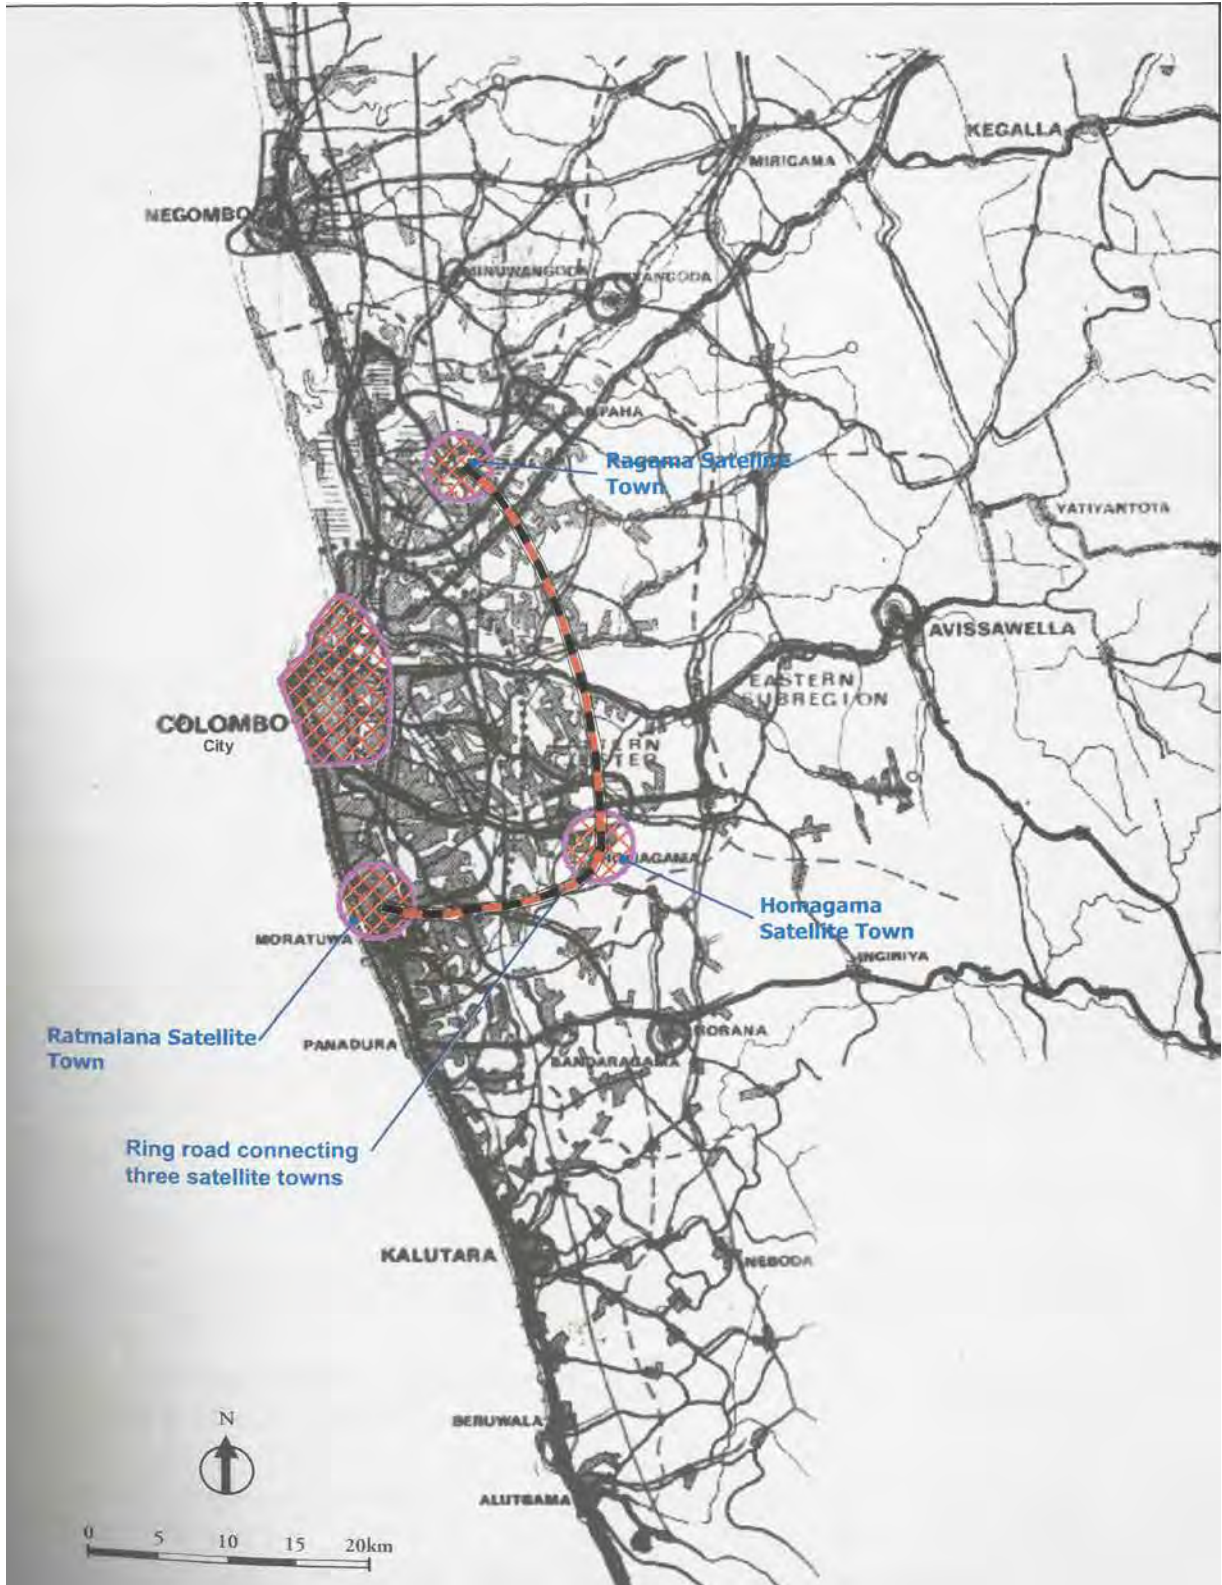 KEGALLA
MIRIGAMA
NEGOMBO
MINUWANGODA
GAMPAHA
Ragama Satellite
Town
YATIYANTOTA
AVISSAWELLA
EASTERN
SUBREGION
COLOMBO
City
HOMAGAMA
Homagama
Satellite Town
MORATUWA
INGIRIYA
Ratmalana Satellite
Town
PANADURA
HORANA
BANDARAGAMA
Ring road connecting
three satellite towns
KALUTARA
NEBODA
BERUWALA
ALUTGAMA
N
0 5 10 15 20km